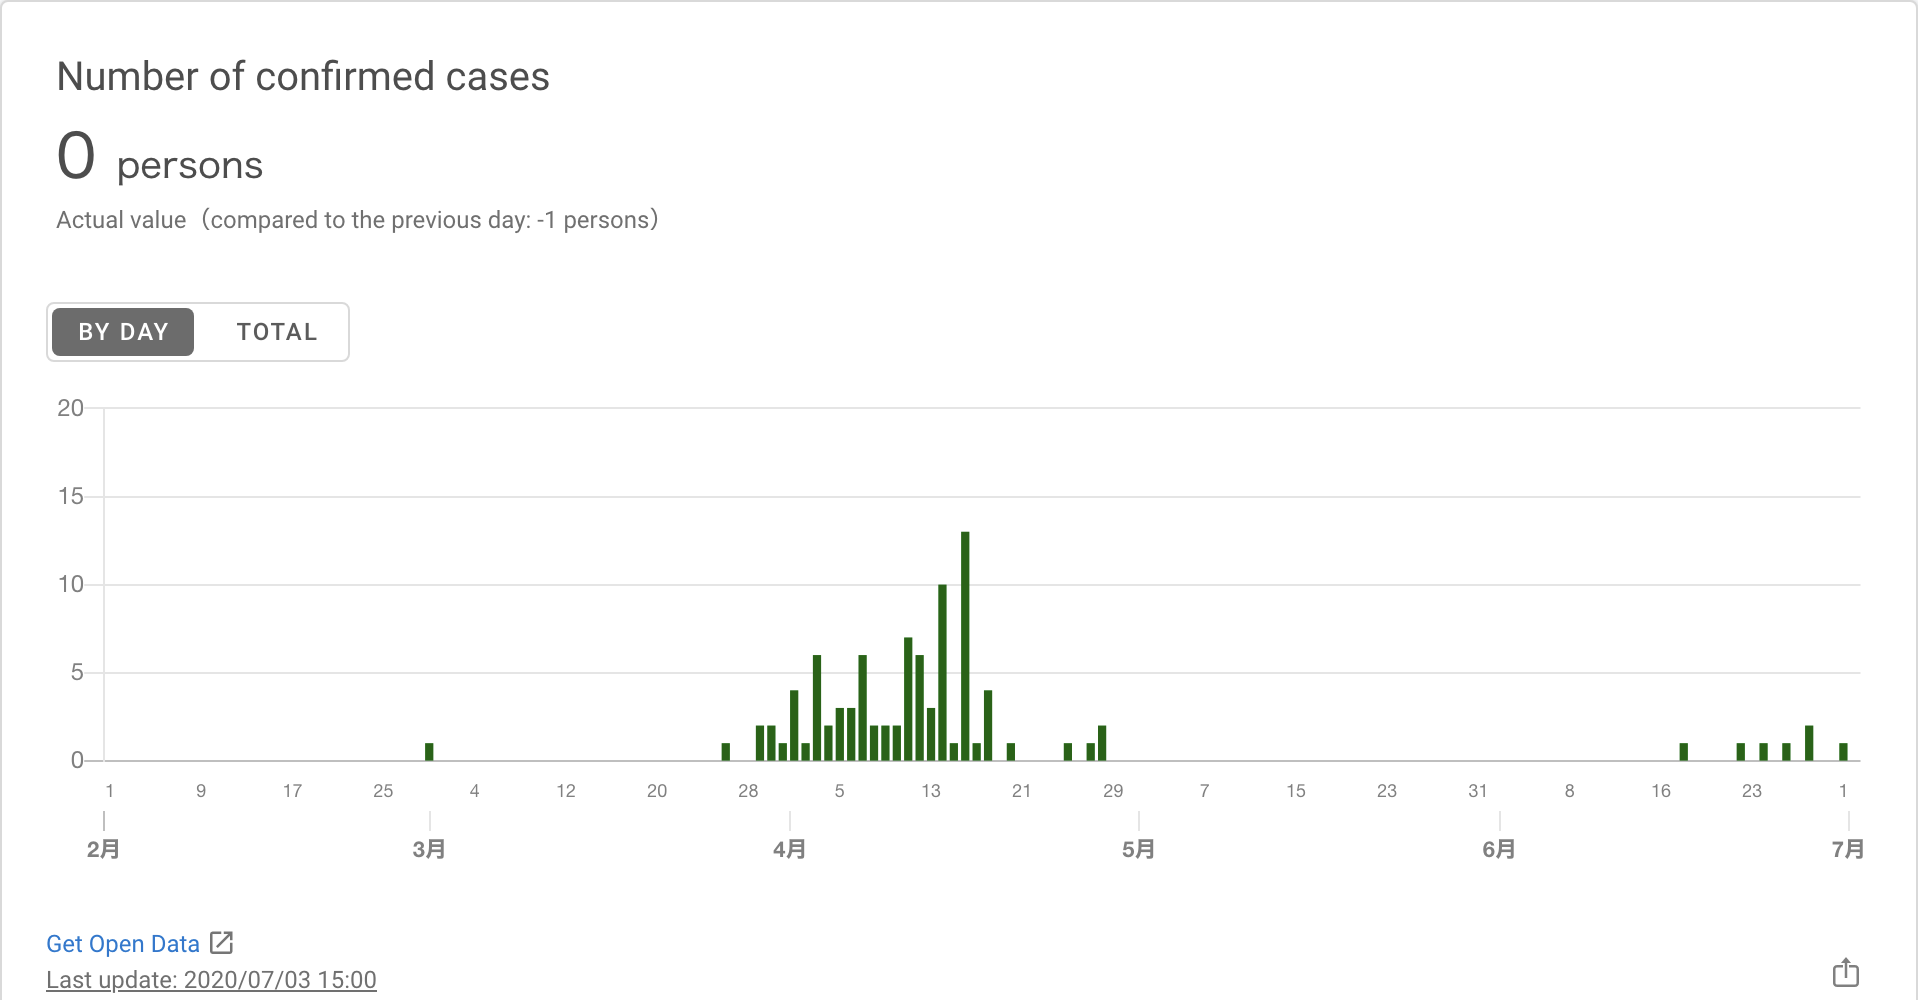 Number of confirmed cases
0 persons
Actual value（compared to the previous day: -1 persons）
BY DAY TOTAL
20
15
10
5
0
1 9 17 25 4 12 20 28 5 13 21 29 7 15 23 31 8 16 23 1
2月 3月 4月 5月 6月 7月
Get Open Data
Last update: 2020/07/03 15:00